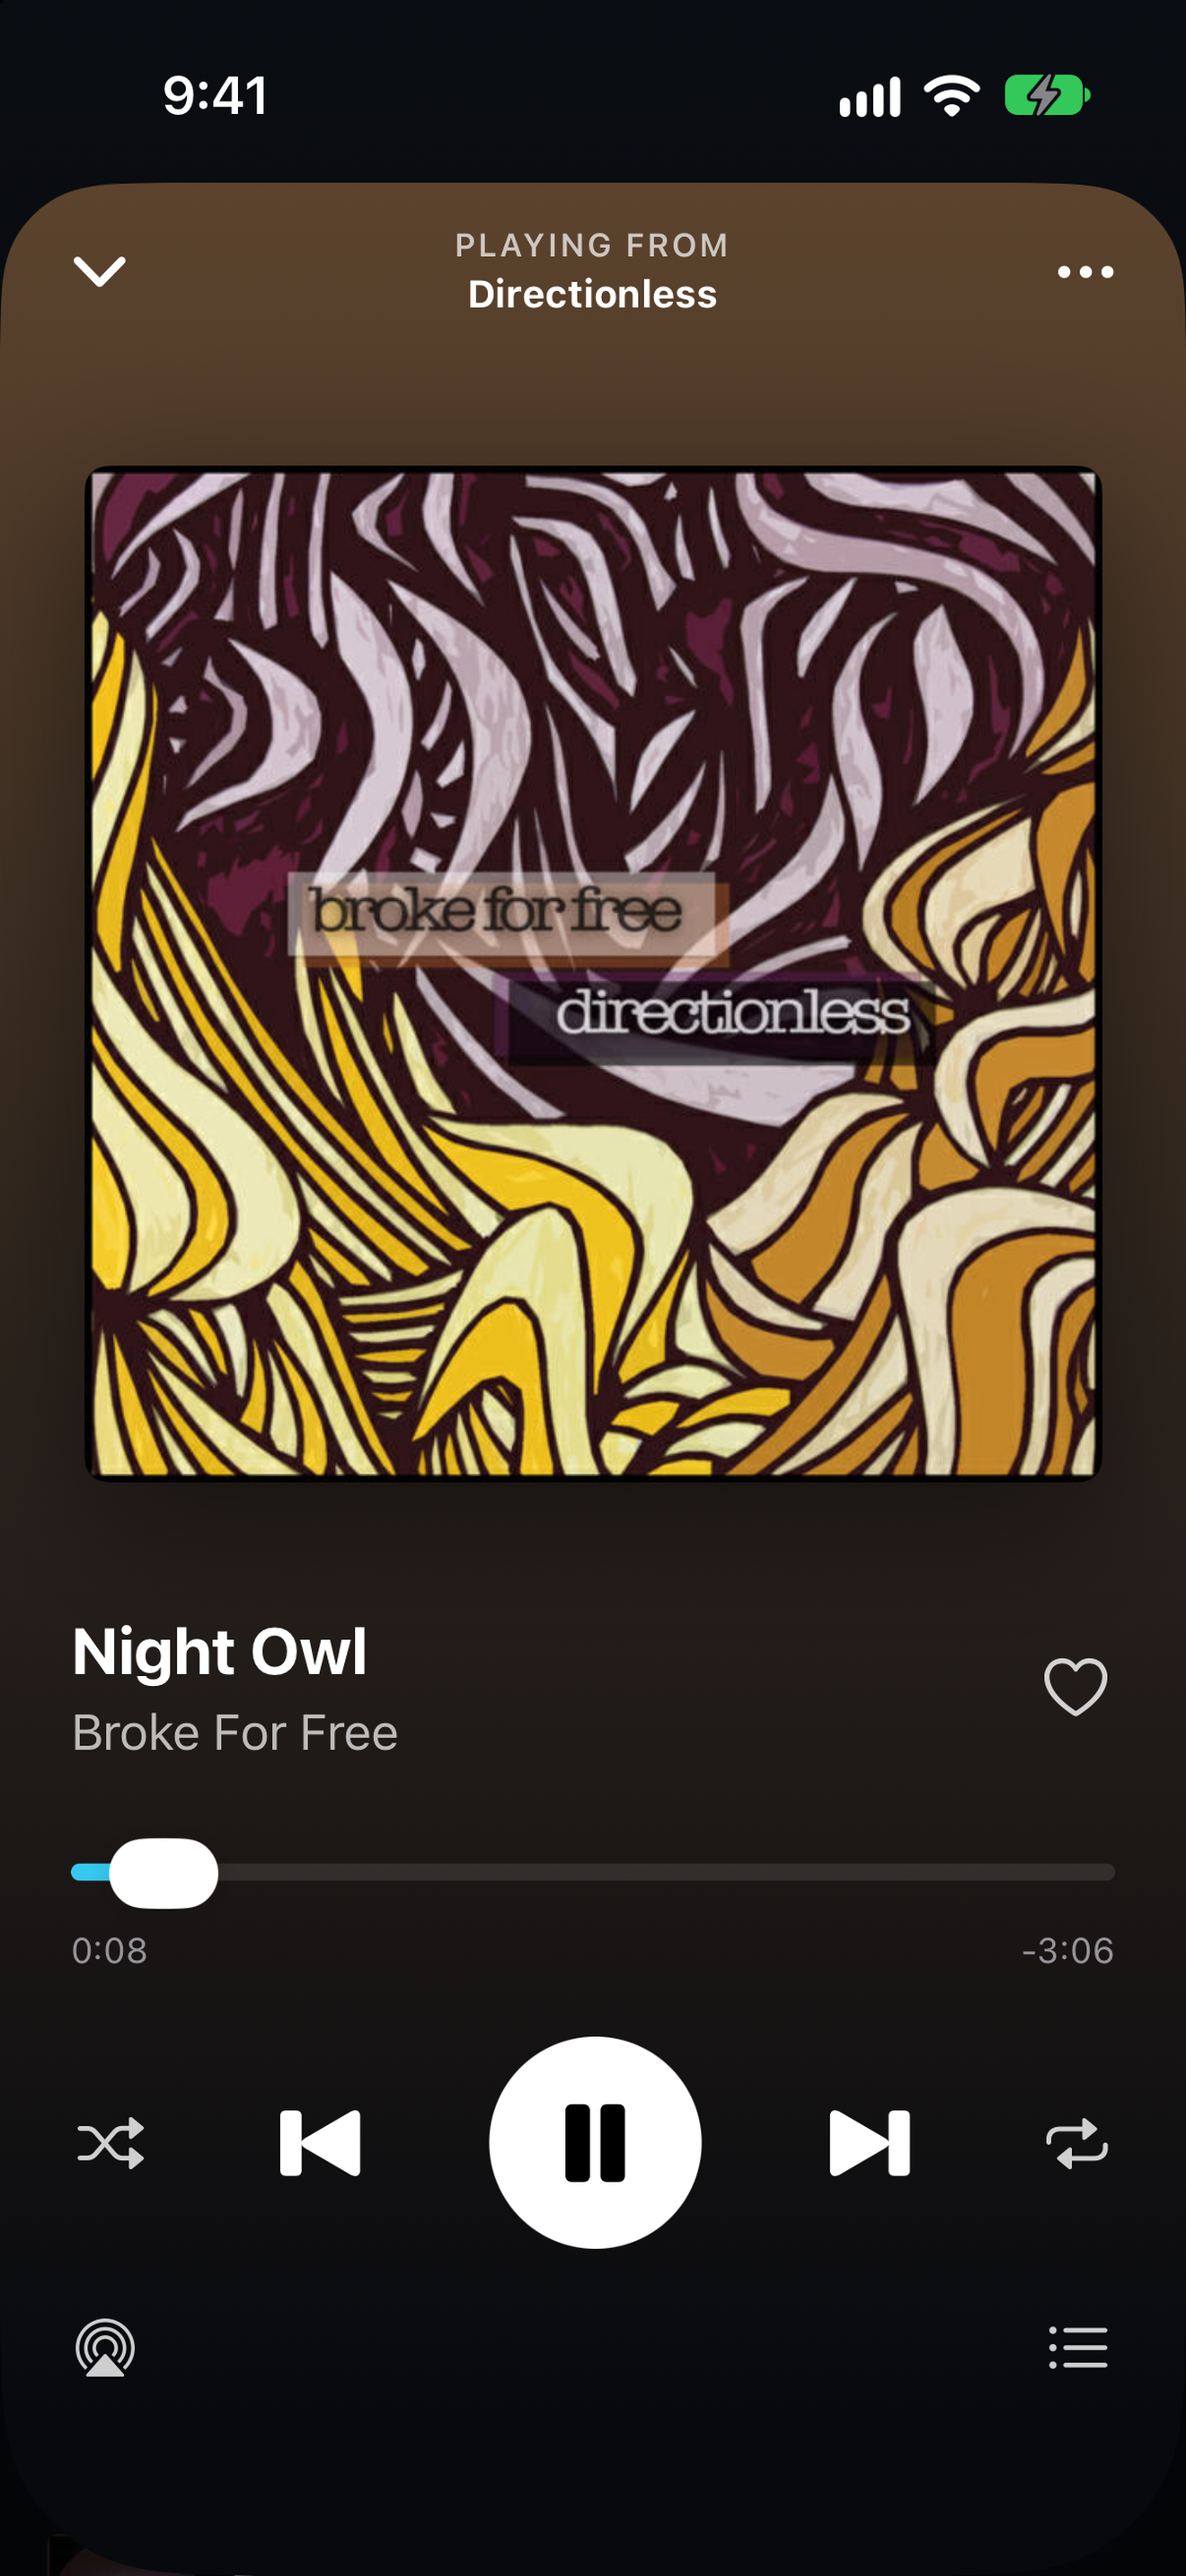 9:41
PLAYING FROM
Directionless
broke for free
directionless
Night Owl
Broke For Free
0:08
-3:06